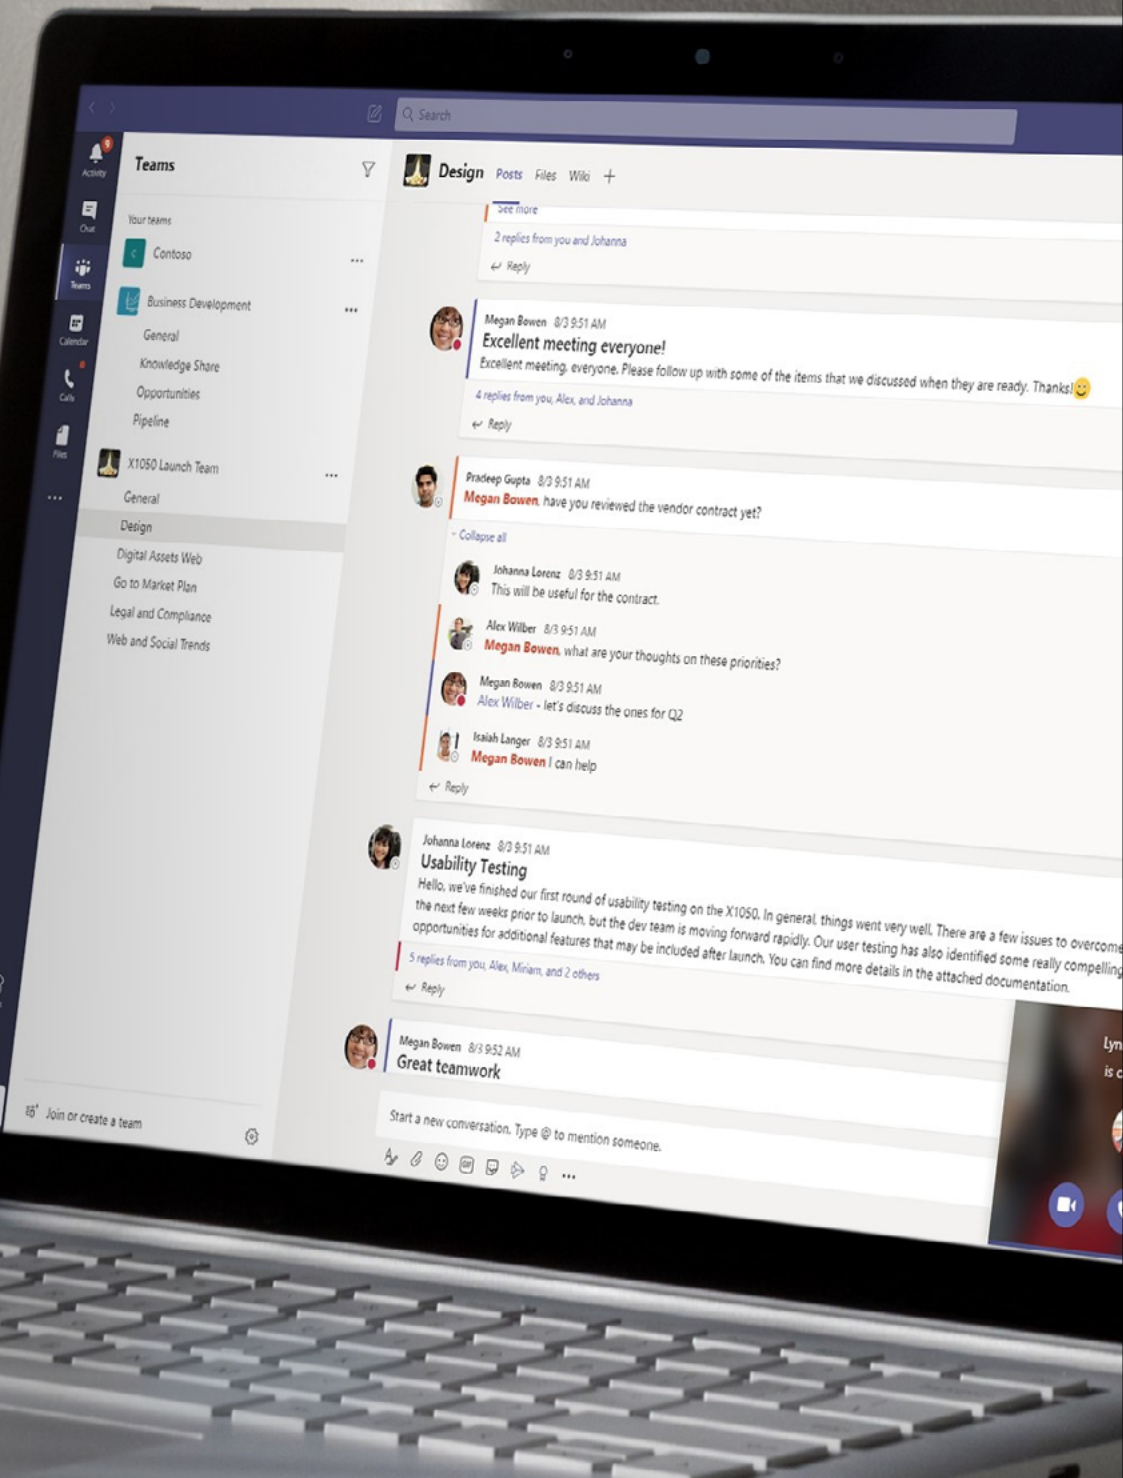 Search
9
Activity
Chat
Teams
Calendar
Calls
Files
Teams
Your teams
C
Contoso
Business Development
General
Knowledge Share
Opportunities
Pipeline
X1050 Launch Team
General
Design
Digital Assets Web
Go to Market Plan
Legal and Compliance
Web and Social Trends
Join or create a team
Design Posts Files Wiki
See more
2 replies from you and Johanna
Reply
Megan Bowen 8/3 9:51 AM
Excellent meeting everyone!
Excellent meeting, everyone. Please follow up with some of the items that we discussed when they are ready. Thanks!
4 replies from you, Alex, and Johanna
Reply
Pradeep Gupta 8/3 9:51 AM
Megan Bowen, have you reviewed the vendor contract yet?
Collapse all
Johanna Lorenz 8/3 9:51 AM
This will be useful for the contract.
Alex Wilber 8/3 9:51 AM
Megan Bowen, what are your thoughts on these priorities?
Megan Bowen 8/3 9:51 AM
Alex Wilber - let's discuss the ones for Q2
Isaiah Langer 8/3 9:51 AM
Megan Bowen I can help
Reply
Johanna Lorenz 8/3 9:51 AM
Usability Testing
Hello, we've finished our first round of usability testing on the X1050. In general, things went very well. There are a few issues to overcome
the next few weeks prior to launch, but the dev team is moving forward rapidly. Our user testing has also identified some really compelling
opportunities for additional features that may be included after launch. You can find more details in the attached documentation.
5 replies from you, Alex, Miriam, and 2 others
Reply
Megan Bowen 8/3 9:52 AM
Great teamwork
Start a new conversation. Type @ to mention someone.
GIF
Lyn
is c